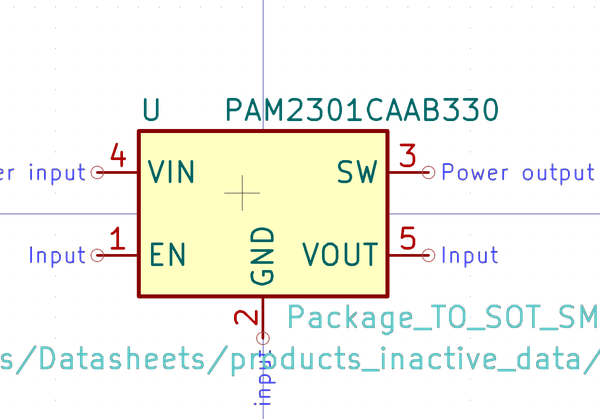 U PAM2301CAAB330
er input 4 VIN SW 3 Power output
Input 1 EN GND VOUT 5 Input
2
Package_TO_SOT_SM
s/Datasheets/products_inactive_data/
input